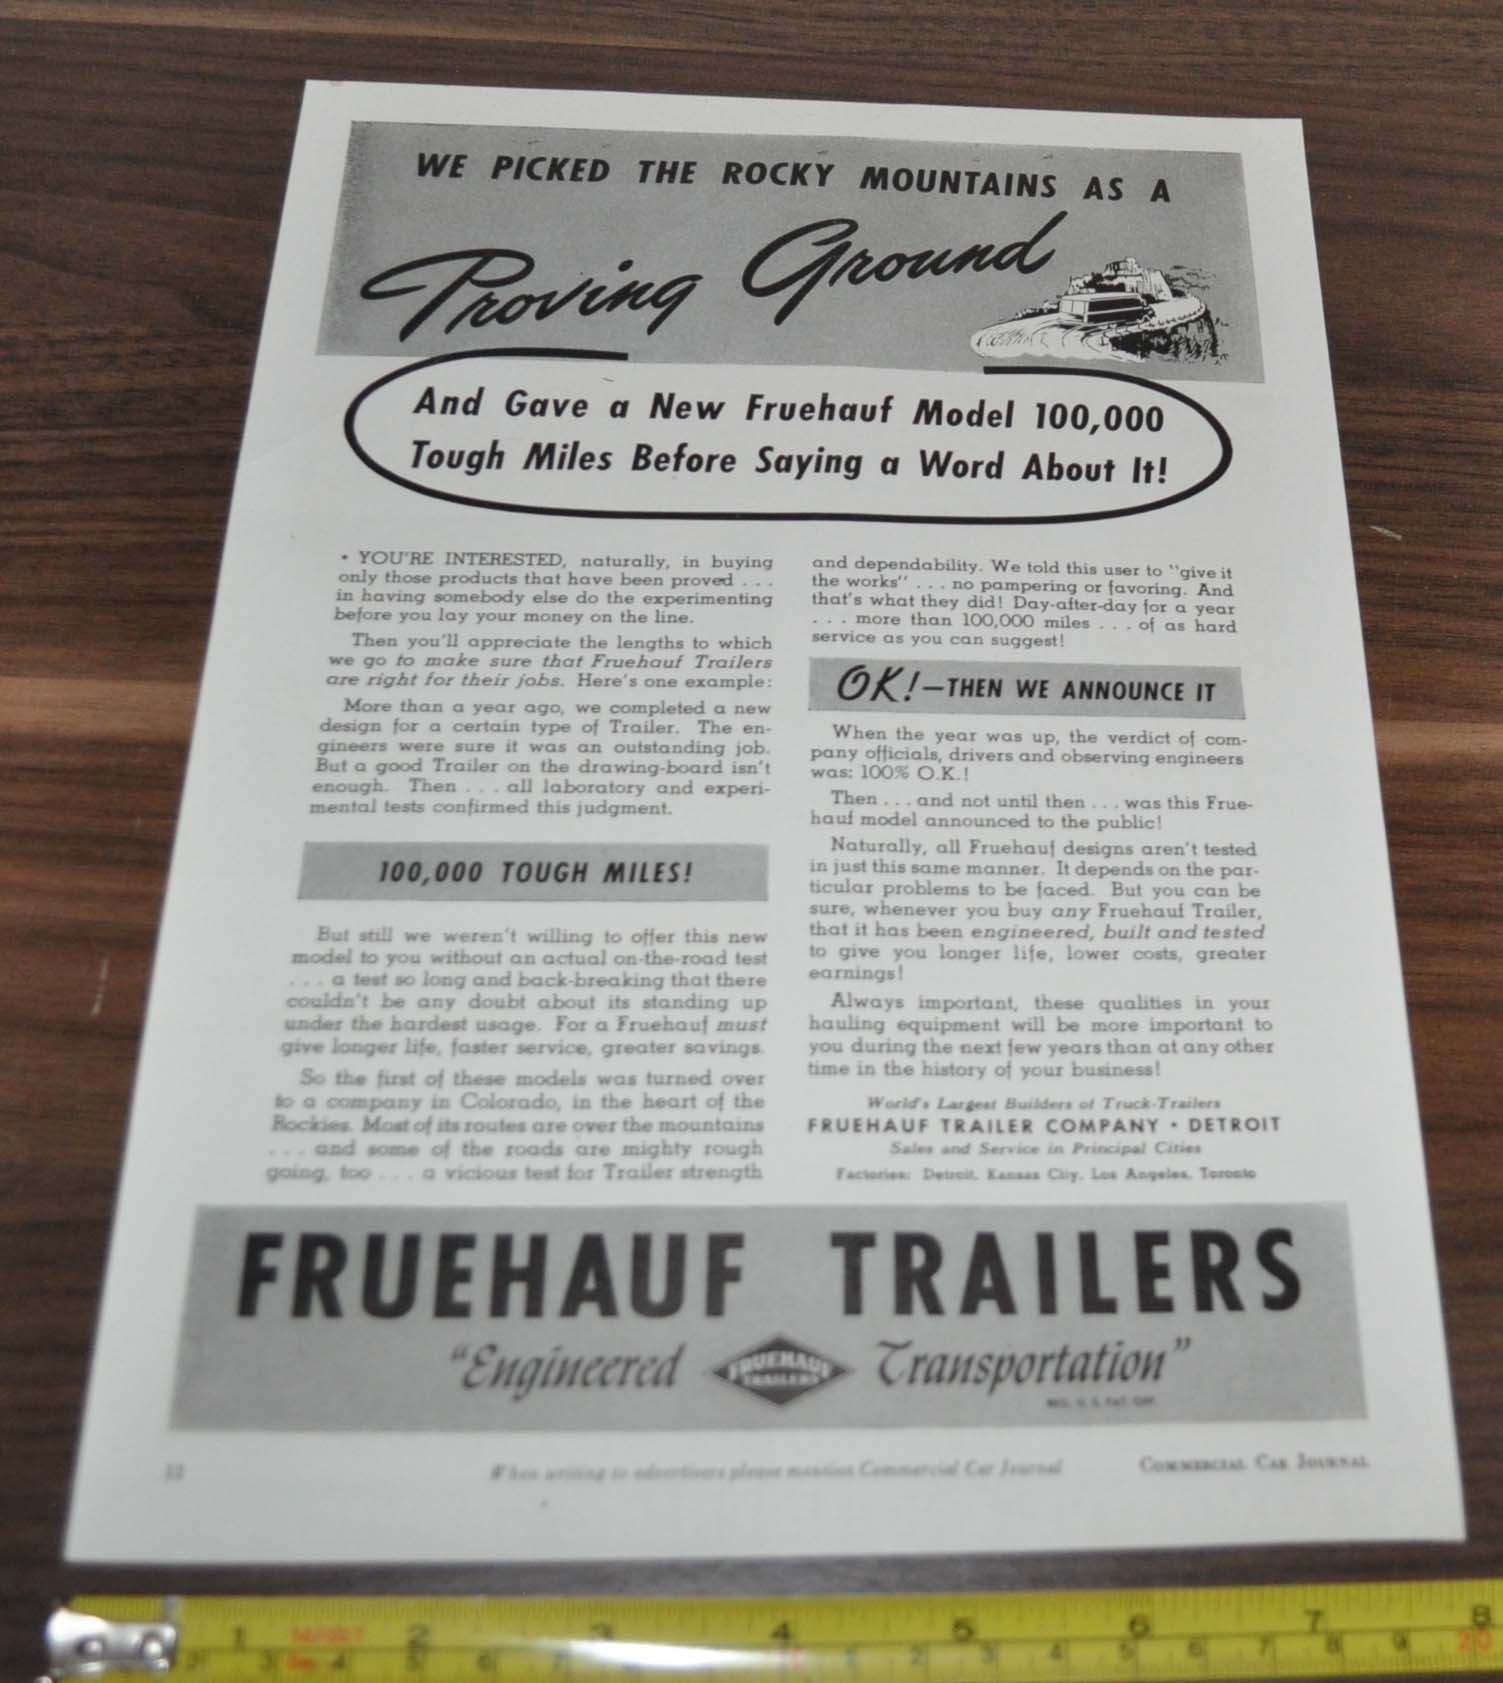 WE PICKED THE ROCKY MOUNTAINS AS A
Proving Ground
And Gave a New Fruehauf Model 100,000
Tough Miles Before Saying a Word About It!
• YOU'RE INTERESTED, naturally, in buying
only those products that have been proved . . .
in having somebody else do the experimenting
before you lay your money on the line.
Then you'll appreciate the lengths to which
we go to make sure that Fruehauf Trailers
are right for their jobs. Here's one example:
More than a year ago, we completed a new
design for a certain type of Trailer. The en-
gineers were sure it was an outstanding job.
But a good Trailer on the drawing-board isn't
enough. Then . . . all laboratory and experi-
mental tests confirmed this judgment.
100,000 TOUGH MILES!
But still we weren't willing to offer this new
model to you without an actual on-the-road test
. . . a test so long and back-breaking that there
couldn't be any doubt about its standing up
under the hardest usage. For a Fruehauf must
give longer life, faster service, greater savings.
So the first of these models was turned over
to a company in Colorado, in the heart of the
Rockies. Most of its routes are over the mountains
. . . and some of the roads are mighty rough
going, too . . . a vicious test for Trailer strength
and dependability. We told this user to "give it
the works" . . . no pampering or favoring. And
that's what they did! Day-after-day for a year
. . . more than 100,000 miles . . . of as hard
service as you can suggest!
OK!—THEN WE ANNOUNCE IT
When the year was up, the verdict of com-
pany officials, drivers and observing engineers
was: 100% O.K.!
Then . . . and not until then . . . was this Frue-
hauf model announced to the public!
Naturally, all Fruehauf designs aren't tested
in just this same manner. It depends on the par-
ticular problems to be faced. But you can be
sure, whenever you buy any Fruehauf Trailer,
that it has been engineered, built and tested
to give you longer life, lower costs, greater
earnings!
Always important, these qualities in your
hauling equipment will be more important to
you during the next few years than at any other
time in the history of your business!
World's Largest Builders of Truck-Trailers
FRUEHAUF TRAILER COMPANY • DETROIT
Sales and Service in Principal Cities
Factories: Detroit, Kansas City, Los Angeles, Toronto
FRUEHAUF TRAILERS
"Engineered FRUEHAUF TRAILERS Transportation"
REG. U. S. PAT. OFF.
12
When writing to advertisers please mention Commercial Car Journal
COMMERCIAL CAR JOURNAL
1 2 3 4 5 6 7 8